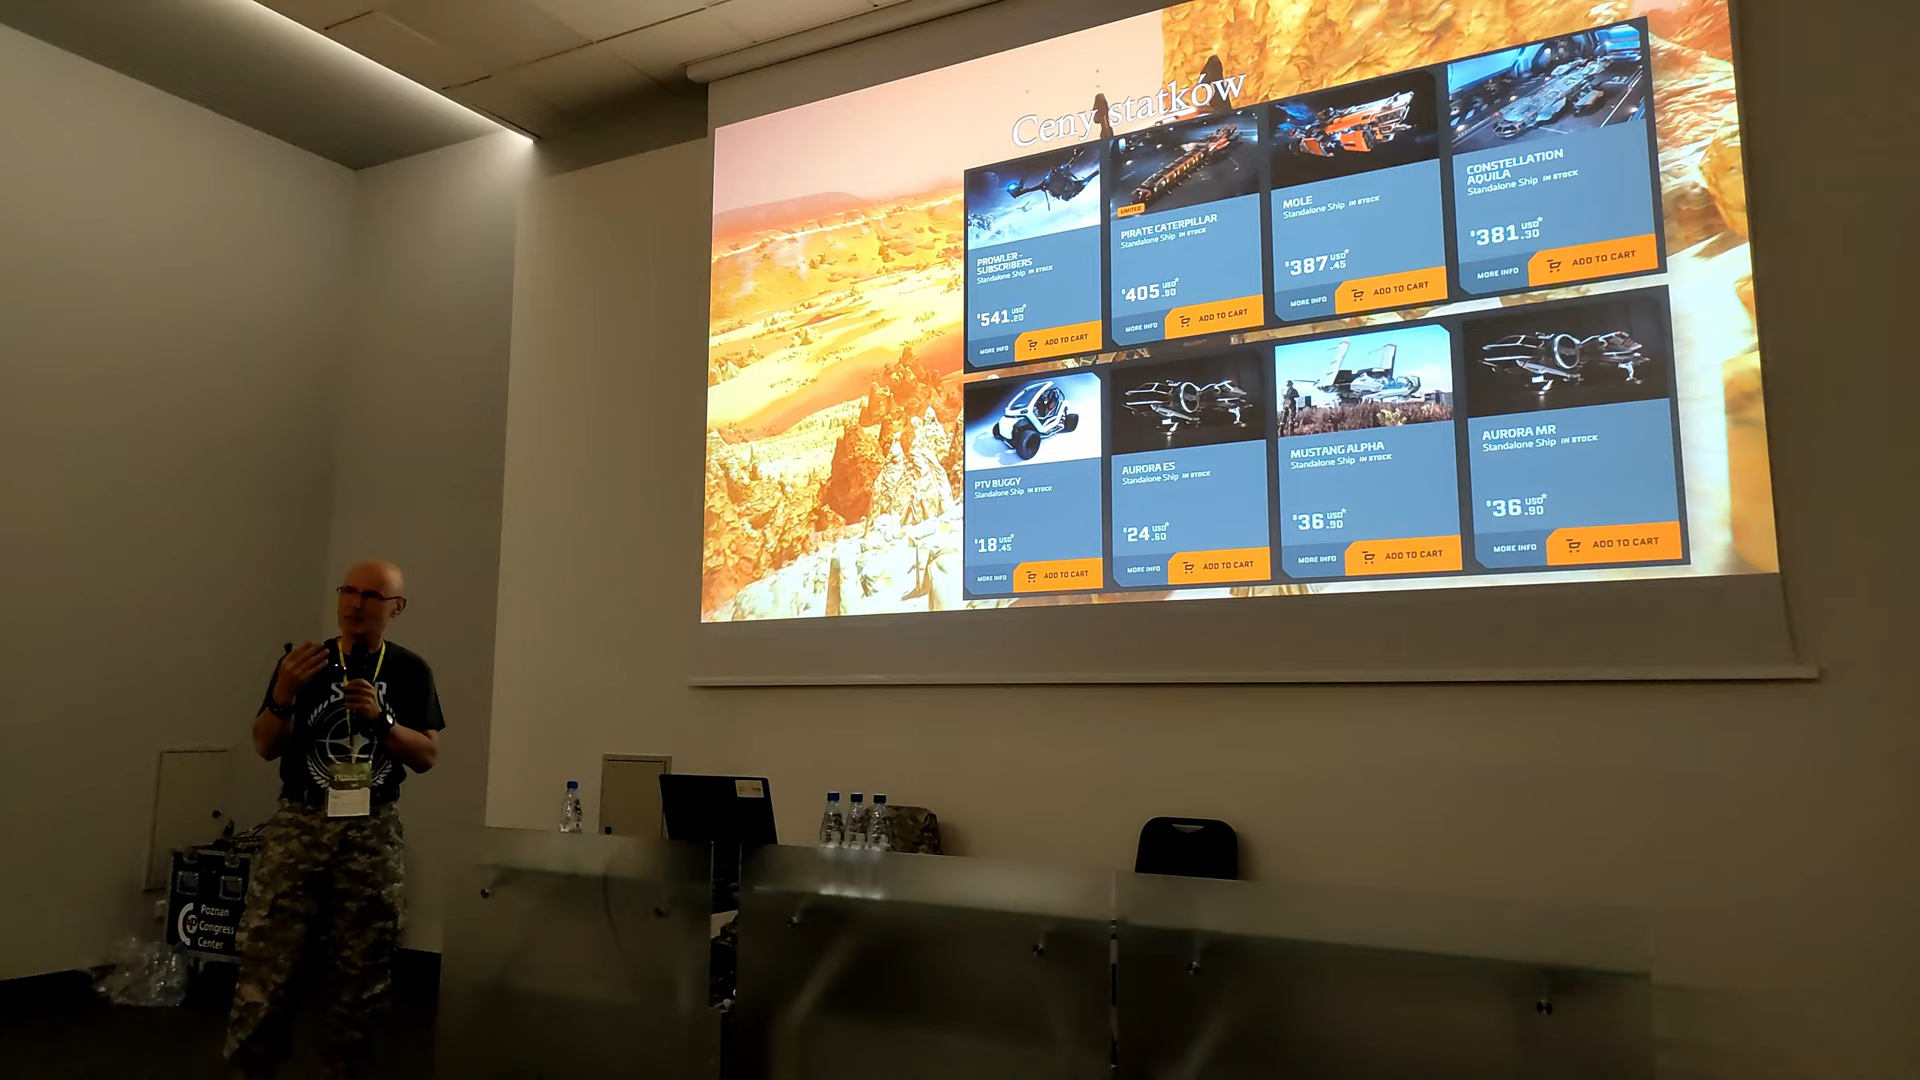 Ceny statków
PROWLER -
SUBSCRIBERS
Standalone Ship IN STOCK
$541.20 USD*
MORE INFO
ADD TO CART
LIMITED
PIRATE CATERPILLAR
Standalone Ship IN STOCK
$405.90 USD*
MORE INFO
ADD TO CART
MOLE
Standalone Ship IN STOCK
$387.45 USD*
MORE INFO
ADD TO CART
CONSTELLATION
AQUILA
Standalone Ship IN STOCK
$381.30 USD*
MORE INFO
ADD TO CART
PTV BUGGY
Standalone Ship IN STOCK
$18.45 USD*
MORE INFO
ADD TO CART
AURORA ES
Standalone Ship IN STOCK
$24.60 USD*
MORE INFO
ADD TO CART
MUSTANG ALPHA
Standalone Ship IN STOCK
$36.90 USD*
MORE INFO
ADD TO CART
AURORA MR
Standalone Ship IN STOCK
$36.90 USD*
MORE INFO
ADD TO CART
Poznan
Congress
Center